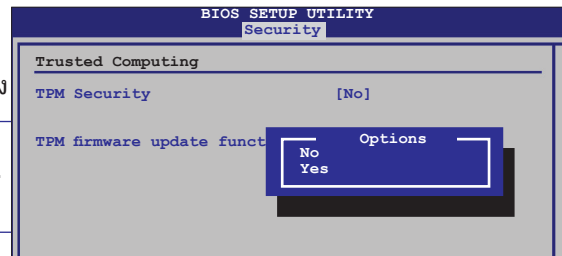 BIOS SETUP UTILITY
Security
Trusted Computing
TPM Security [No]
TPM firmware update funct
Options
No
Yes